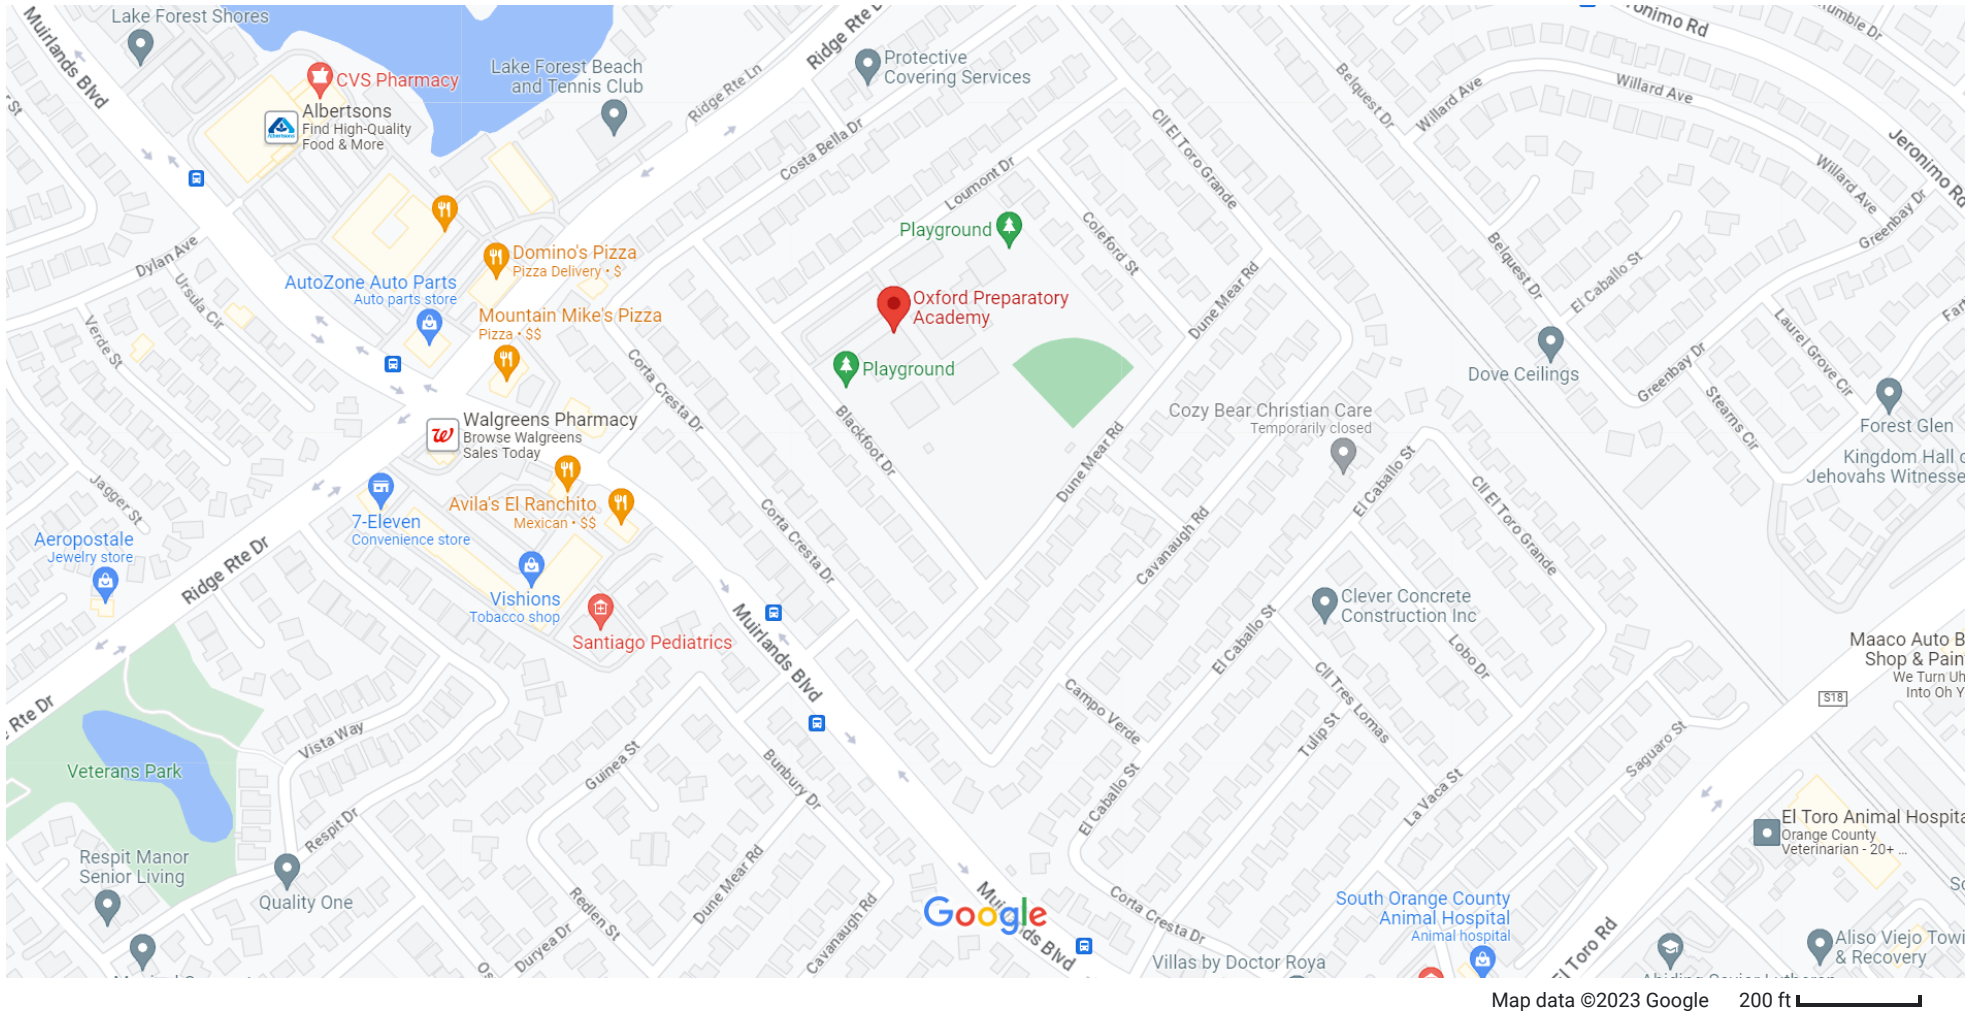 Lake Forest Shores
Muirlands Blvd
CVS Pharmacy
Albertsons
Find High-Quality
Food & More
Lake Forest Beach
and Tennis Club
Ridge Rte Ln
Protective
Covering Services
Costa Bella Dr
Loumont Dr
Cll El Toro Grande
Belquest Dr
Willard Ave
Willard Ave
Jeronimo Rd
Willard Ave
Greenbay Dr
Dylan Ave
Ursula Cir
Verde St
AutoZone Auto Parts
Auto parts store
Domino's Pizza
Pizza Delivery • $
Mountain Mike's Pizza
Pizza • $$
Playground
Coleford St
Oxford Preparatory
Academy
Playground
Dune Mear Rd
Belquest Dr
El Caballo St
Laurel Grove Cir
Dove Ceilings
Greenbay Dr
Stearns Cir
Forest Glen
Corta Cresta Dr
Blackfoot Dr
Walgreens Pharmacy
Browse Walgreens
Sales Today
Cozy Bear Christian Care
Temporarily closed
Dune Mear Rd
El Caballo St
Cll El Toro Grande
Jagger St
7-Eleven
Convenience store
Avila's El Ranchito
Mexican • $$
Corta Cresta Dr
Cavanaugh Rd
Aeropostale
Jewelry store
Ridge Rte Dr
Vishions
Tobacco shop
Santiago Pediatrics
Muirlands Blvd
El Caballo St
Clever Concrete
Construction Inc
Lobo Dr
Cll Tres Lomas
Campo Verde
Tulip St
S18
Rte Dr
Veterans Park
Vista Way
Guinea St
Bunbury Dr
El Caballo St
La Vaca St
Saguaro St
Respit Dr
Respit Manor
Senior Living
Quality One
Redlen St
Duryea Dr
Dune Mear Rd
Cavanaugh Rd
Google
Corta Cresta Dr
Villas by Doctor Roya
South Orange County
Animal Hospital
Animal hospital
El Toro Rd
Orange County
Veterinarian - 20+ ...
& Recovery
Map data ©2023 Google
200 ft